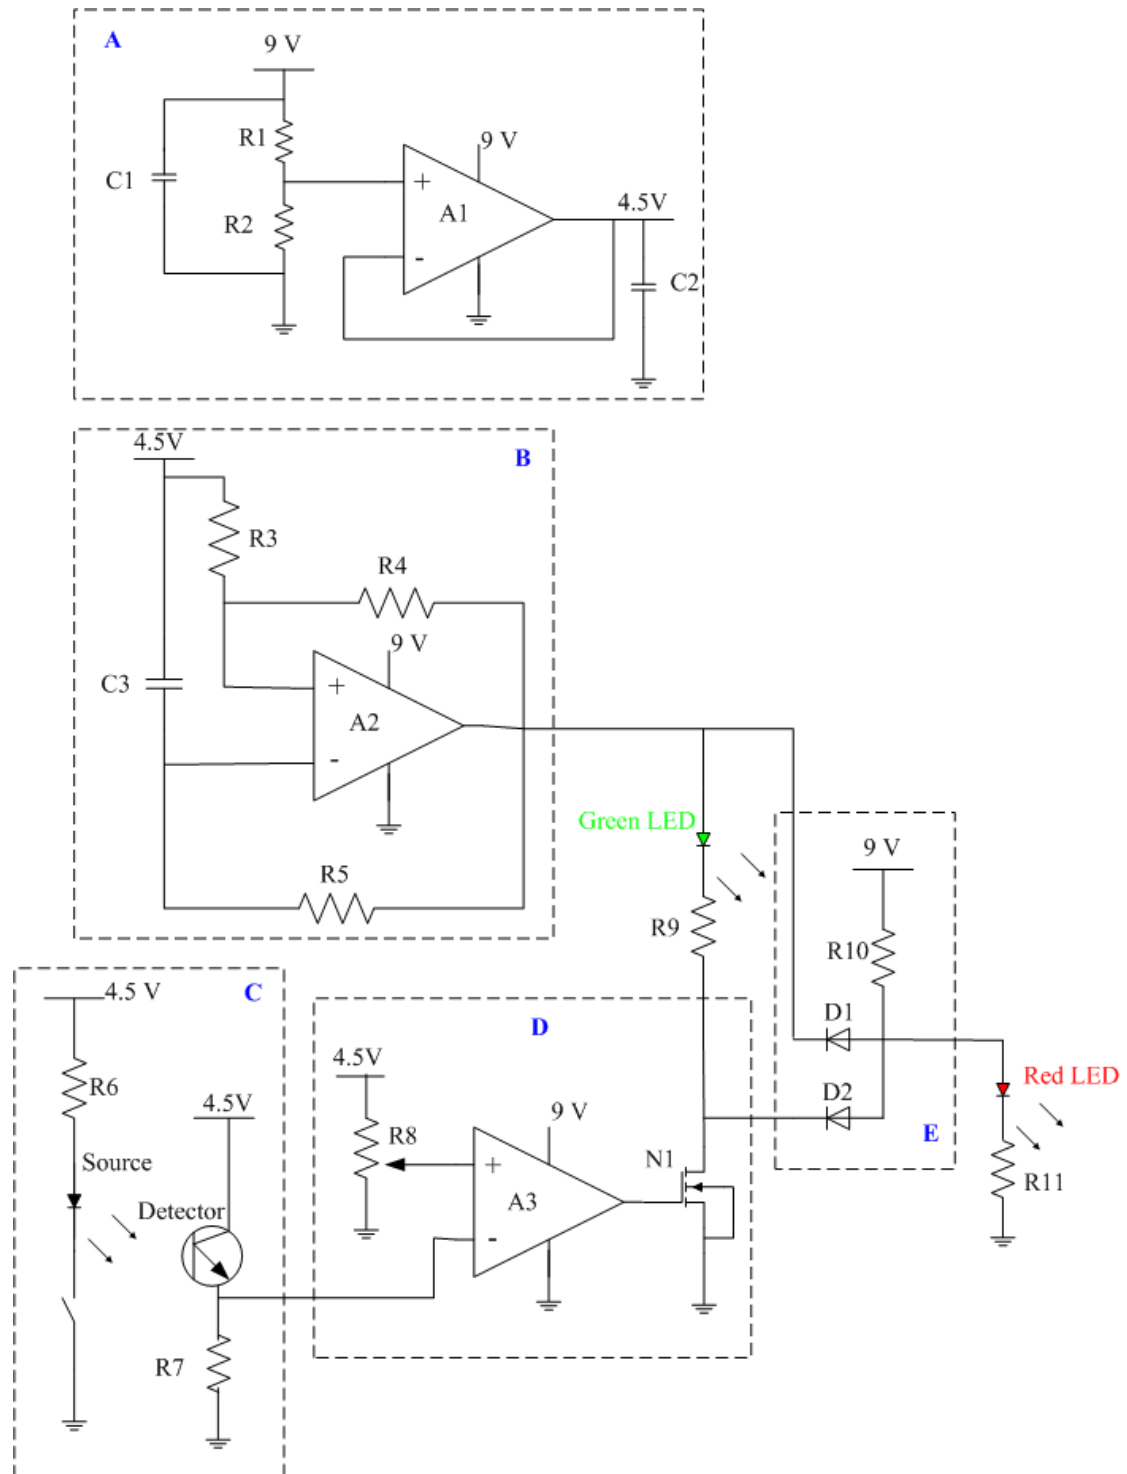 A
9 V
R1
C1
R2
+
-
A1
9 V
4.5V
C2
4.5V
B
R3
R4
9 V
C3
+
-
A2
R5
Green LED
R9
9 V
R10
D1
D2
E
Red LED
R11
4.5 V
C
R6
4.5V
Source
Detector
R7
D
4.5V
R8
9 V
+
-
A3
N1